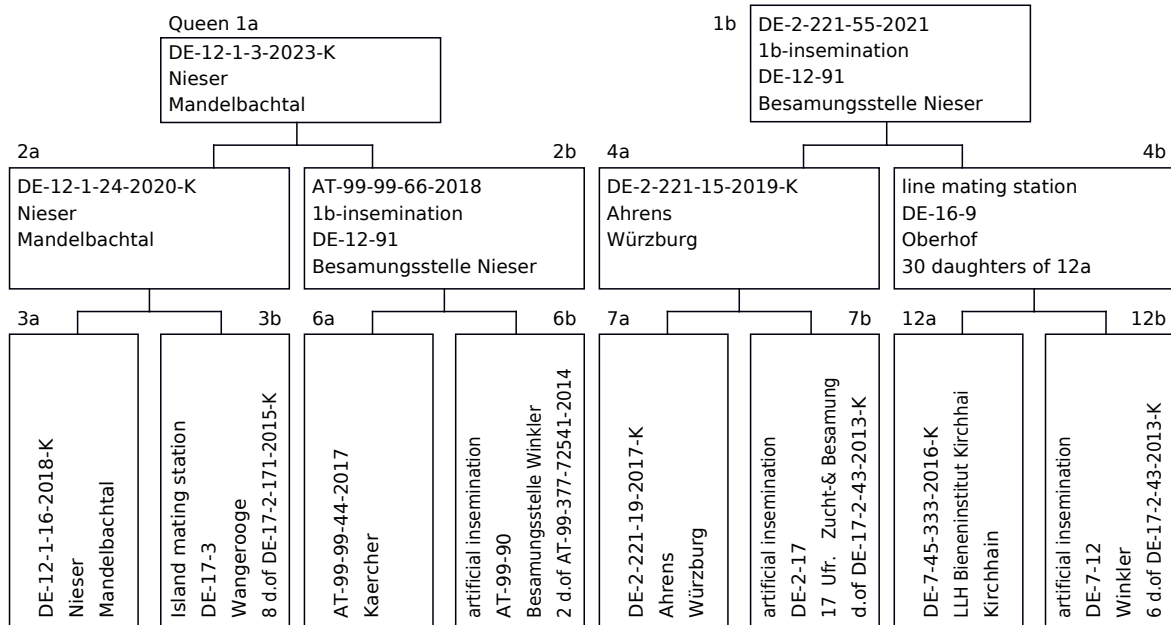 Queen 1a
DE-12-1-3-2023-K
Nieser
Mandelbachtal
1b
DE-2-221-55-2021
1b-insemination
DE-12-91
Besamungsstelle Nieser
2a
DE-12-1-24-2020-K
Nieser
Mandelbachtal
2b
AT-99-99-66-2018
1b-insemination
DE-12-91
Besamungsstelle Nieser
4a
DE-2-221-15-2019-K
Ahrens
Würzburg
4b
line mating station
DE-16-9
Oberhof
30 daughters of 12a
3a
DE-12-1-16-2018-K
Nieser
Mandelbachtal
3b
Island mating station
DE-17-3
Wangerooge
8 d.of DE-17-2-171-2015-K
6a
AT-99-99-44-2017
Kaercher
6b
artificial insemination
AT-99-90
Besamungsstelle Winkler
2 d.of AT-99-377-72541-2014
7a
DE-2-221-19-2017-K
Ahrens
Würzburg
7b
artificial insemination
DE-2-17
17 Ufr. Zucht-& Besamung
d.of DE-17-2-43-2013-K
12a
DE-7-45-333-2016-K
LLH Bieneninstitut Kirchhai
Kirchhain
12b
artificial insemination
DE-7-12
Winkler
6 d.of DE-17-2-43-2013-K